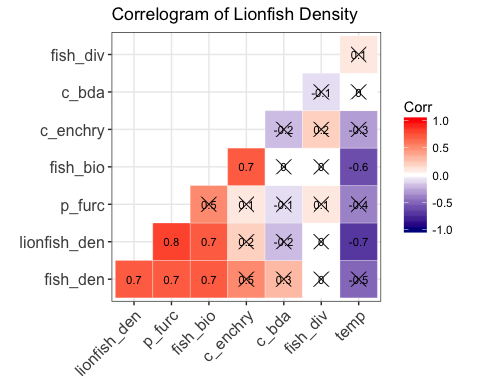 Correlogram of Lionfish Density
fish_div 0.1
c_bda -0.1 0
c_enchry -0.2 0.2 -0.3
fish_bio 0.7 0 0 -0.6
p_furc 0.5 0.1 -0.1 0.1 -0.4
lionfish_den 0.8 0.7 0.2 -0.2 0 -0.7
fish_den 0.7 0.7 0.7 0.5 0.3 0 -0.5
lionfish_den p_furc fish_bio c_enchry c_bda fish_div temp
Corr
1.0
0.5
0.0
-0.5
-1.0